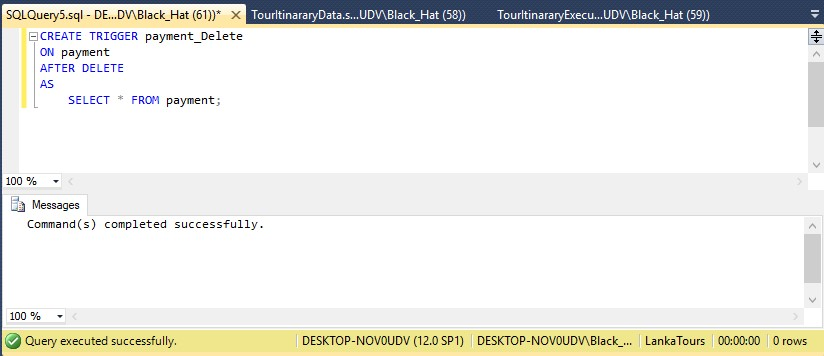 SQLQuery5.sql - DE...DV\Black_Hat (61))* TourItinararyData.s...UDV\Black_Hat (58)) TourItinararyExecu...UDV\Black_Hat (59))
CREATE TRIGGER payment_Delete
ON payment
AFTER DELETE
AS
SELECT * FROM payment;
100 %
Messages
Command(s) completed successfully.
100 %
Query executed successfully. DESKTOP-NOV0UDV (12.0 SP1) DESKTOP-NOV0UDV\Black_... LankaTours 00:00:00 0 rows